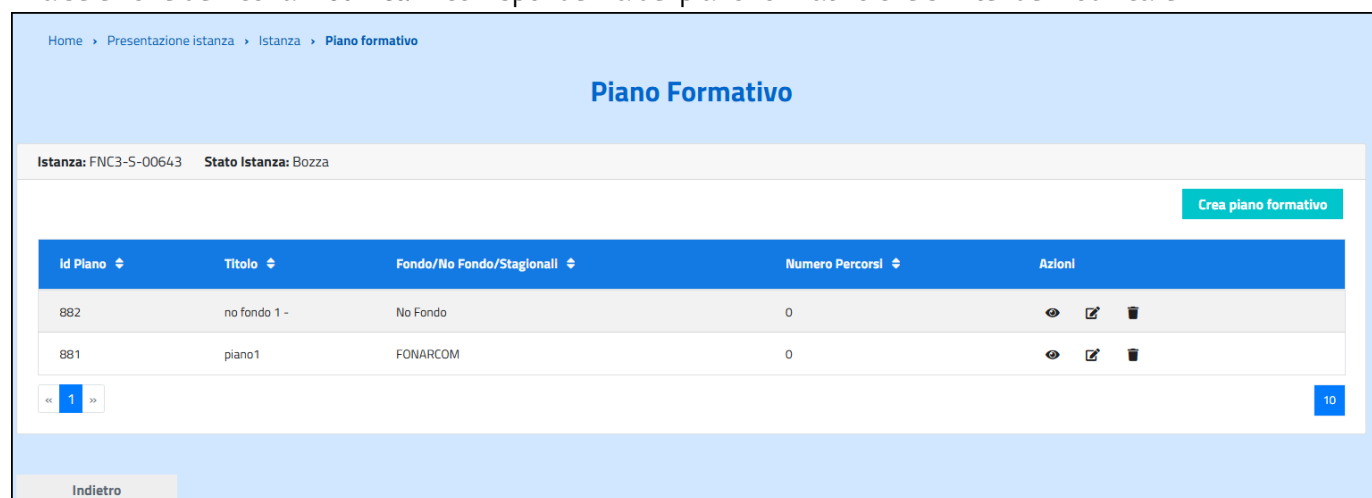 Home › Presentazione istanza › Istanza › Piano formativo
Piano Formativo
Istanza: FNC3-S-00643 Stato Istanza: Bozza
Crea piano formativo
Id Piano Titolo Fondo/No Fondo/Stagionali Numero Percorsi Azioni
882 no fondo 1 - No Fondo 0
881 piano1 FONARCOM 0
« 1 » 10
Indietro